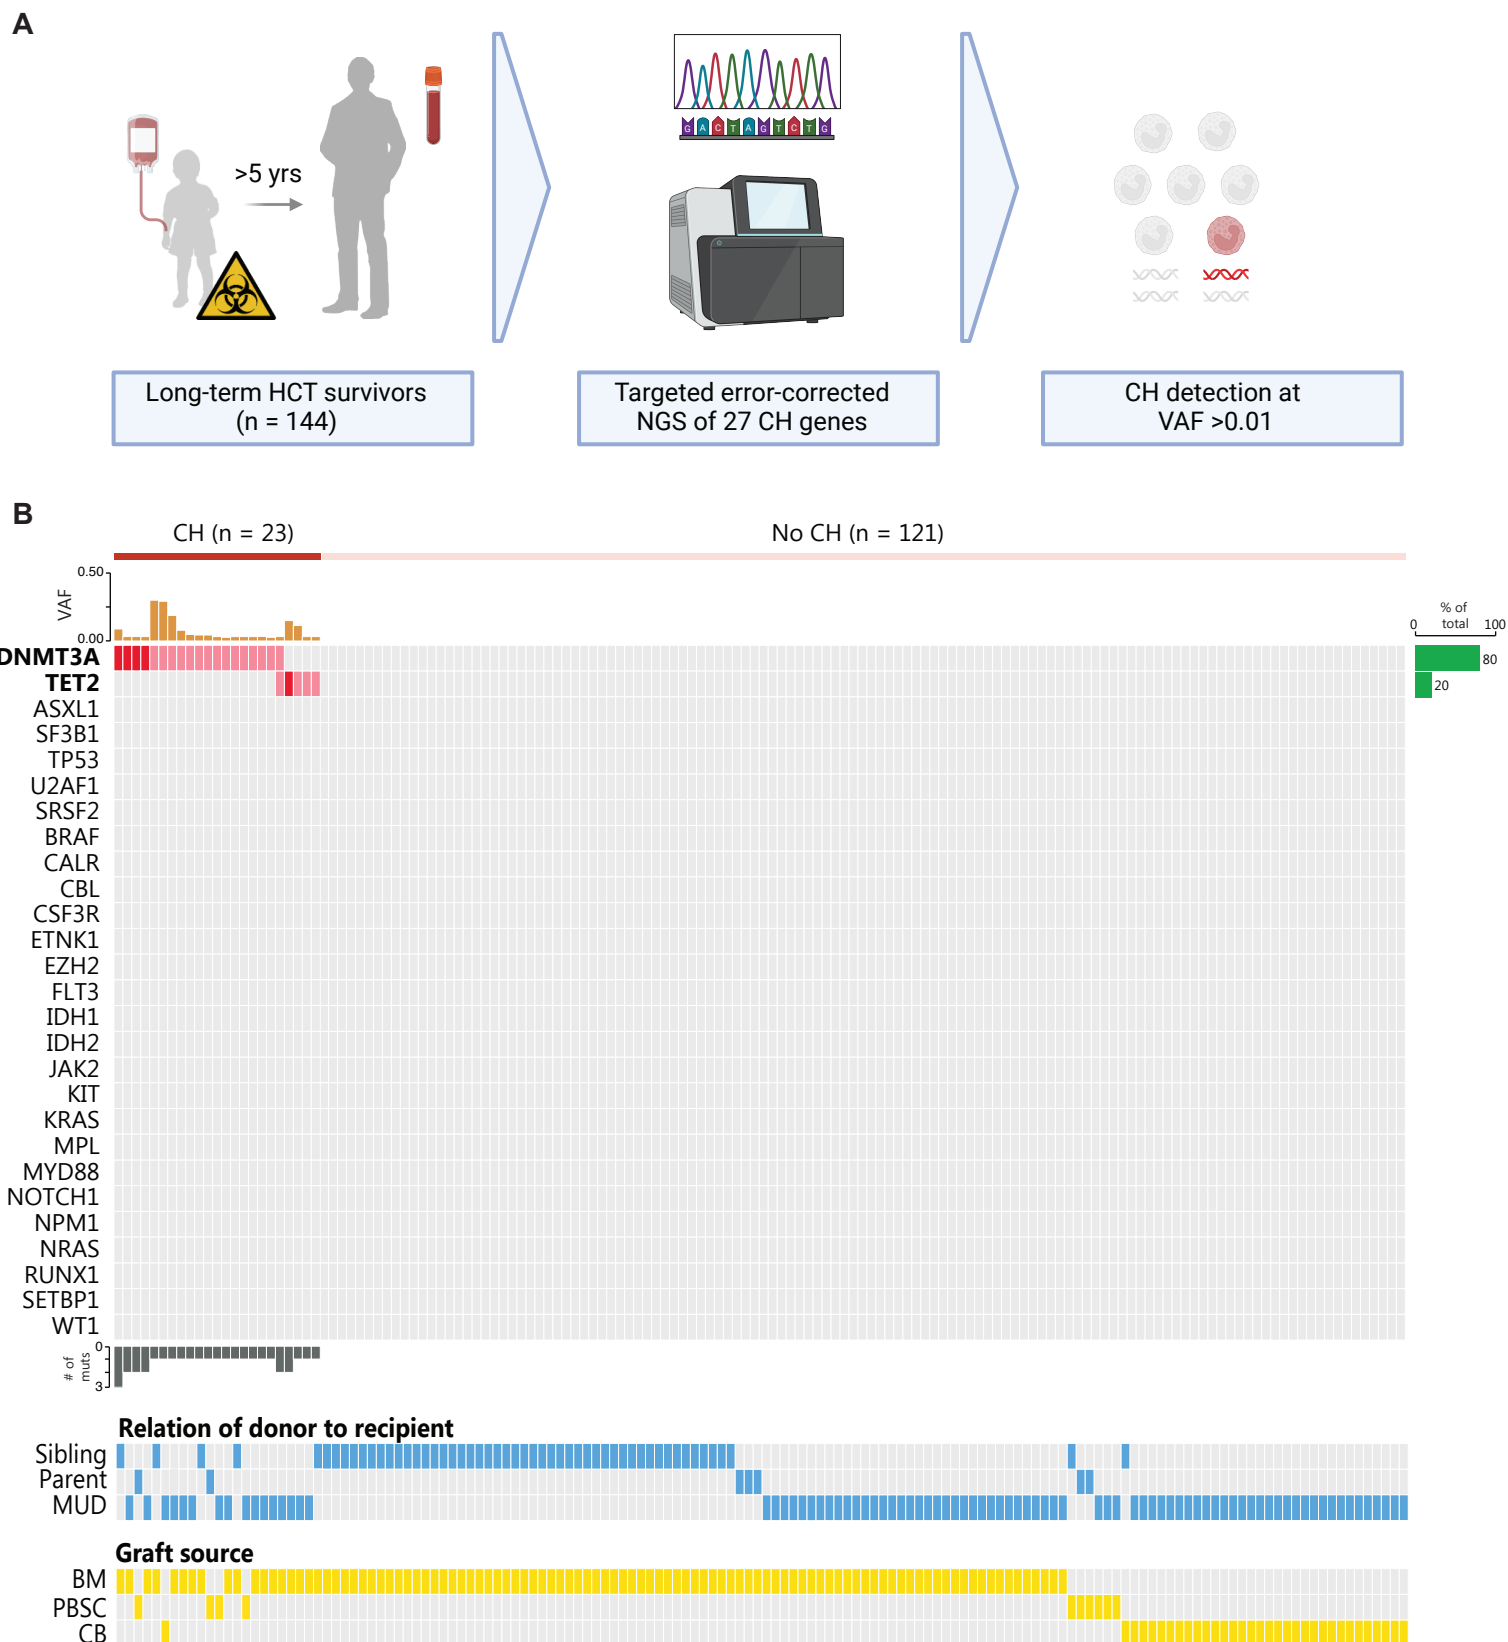 A
>5 yrs
G A C T A G T C T G
Long-term HCT survivors
(n = 144)
Targeted error-corrected
NGS of 27 CH genes
CH detection at
VAF >0.01
B
CH (n = 23)
No CH (n = 121)
0.50
VAF
0.00
% of
total
0
100
DNMT3A
80
TET2
20
ASXL1
SF3B1
TP53
U2AF1
SRSF2
BRAF
CALR
CBL
CSF3R
ETNK1
EZH2
FLT3
IDH1
IDH2
JAK2
KIT
KRAS
MPL
MYD88
NOTCH1
NPM1
NRAS
RUNX1
SETBP1
WT1
0
# of
muts
3
Relation of donor to recipient
Sibling
Parent
MUD
Graft source
BM
PBSC
CB